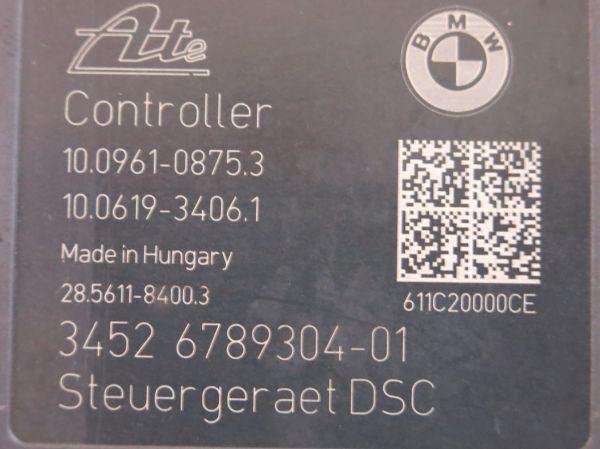 Ate
BMW
Controller
10.0961-0875.3
10.0619-3406.1
Made in Hungary
28.5611-8400.3
611C20000CE
3452 6789304-01
Steuergeraet DSC